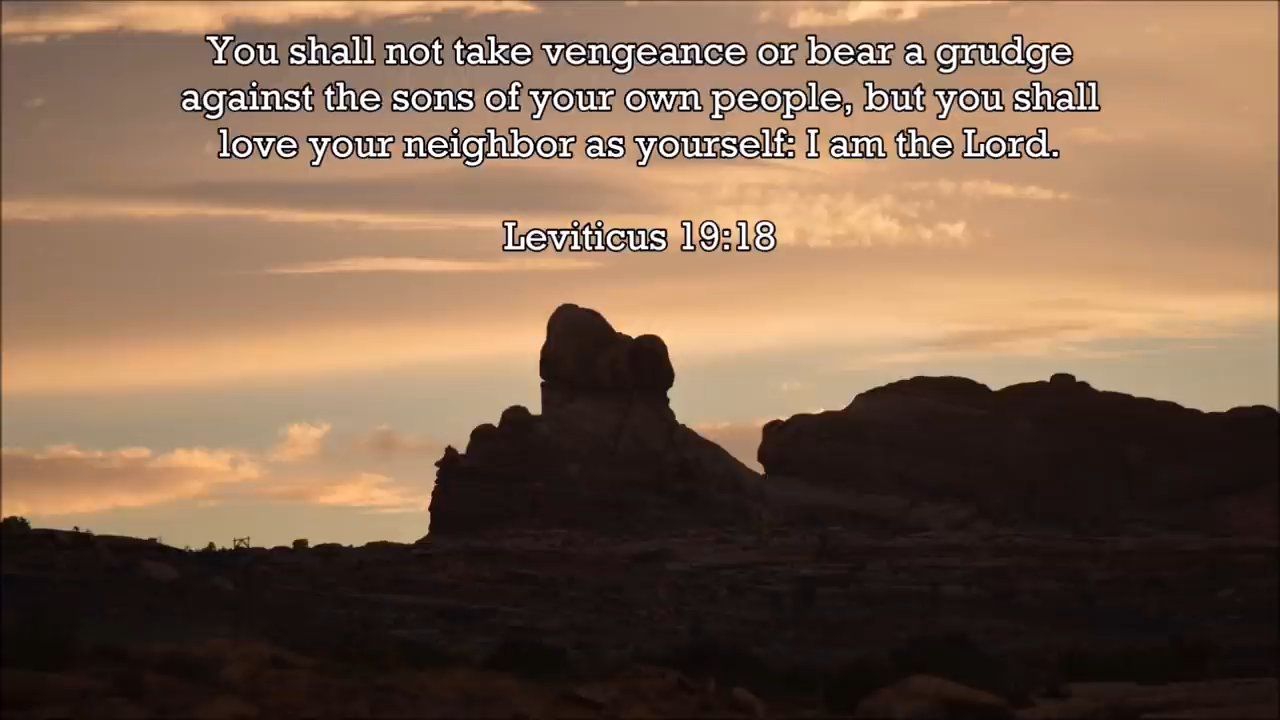 You shall not take vengeance or bear a grudge
against the sons of your own people, but you shall
love your neighbor as yourself: I am the Lord.
Leviticus 19:18